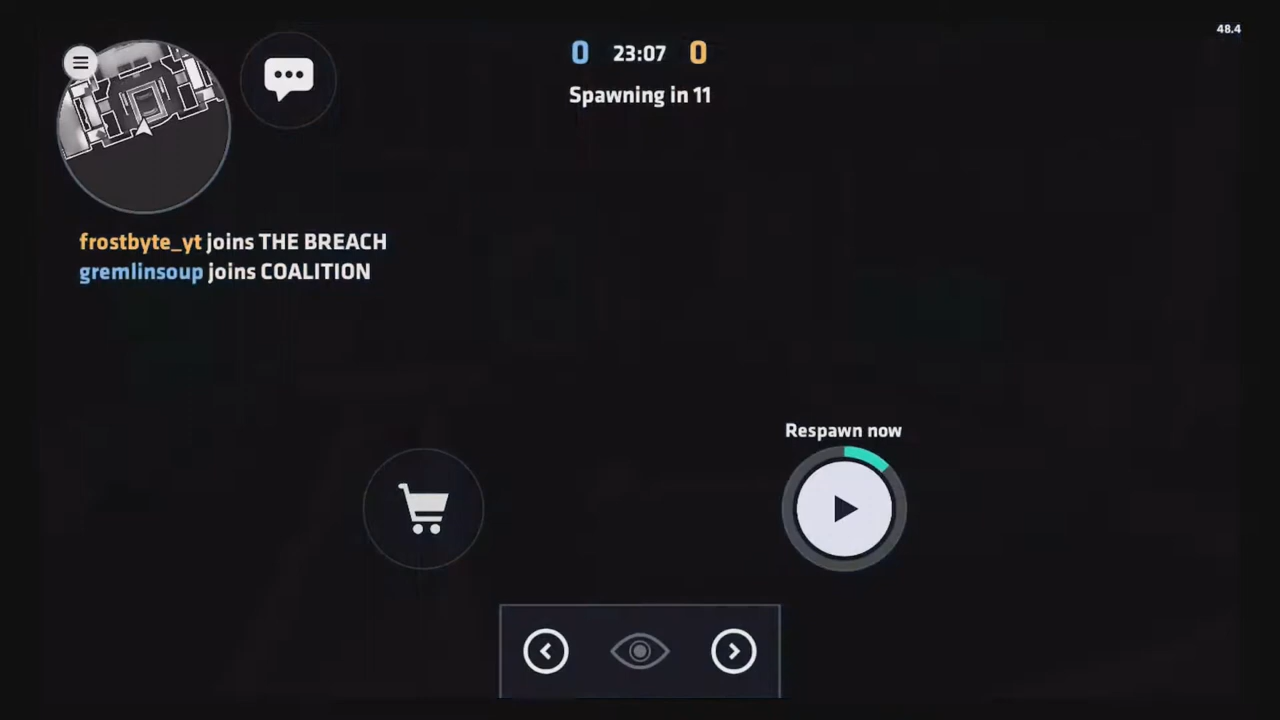 48.4
0 23:07 0
Spawning in 11
frostbyte_yt joins THE BREACH
gremlinsoup joins COALITION
Respawn now